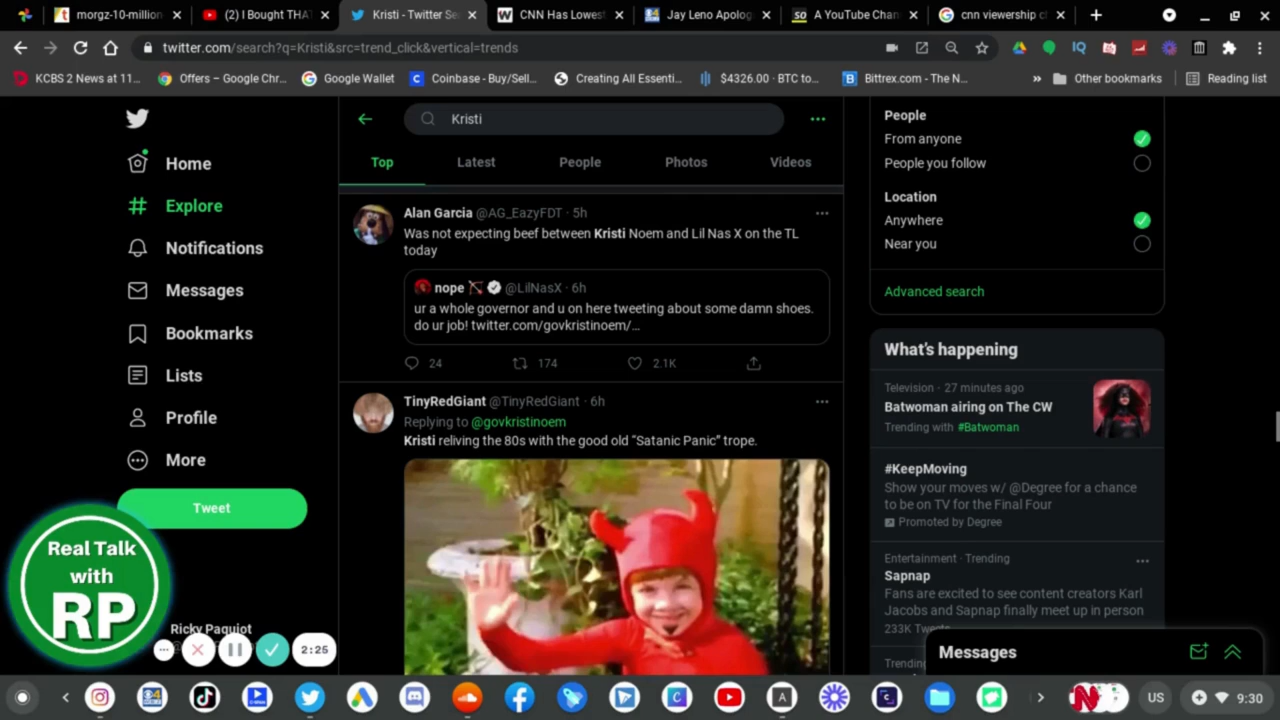 morgz-10-million
(2) I Bought THA
Kristi - Twitter Se
CNN Has Lowest
Jay Leno Apolog
A YouTube Chan
cnn viewership c
twitter.com/search?q=Kristi&src=trend_click&vertical=trends
KCBS 2 News at 11...
Offers – Google Chr...
Google Wallet
Coinbase - Buy/Sell...
Creating All Essenti...
$4326.00 · BTC to...
Bittrex.com - The N...
»
Other bookmarks
Reading list
Home
Explore
Notifications
Messages
Bookmarks
Lists
Profile
More
Tweet
Real Talk
with
RP
Ricky Paquiot
2:25
Kristi
Top
Latest
People
Photos
Videos
Alan Garcia @AG_EazyFDT · 5h
Was not expecting beef between Kristi Noem and Lil Nas X on the TL
today
nope @LilNasX · 6h
ur a whole governor and u on here tweeting about some damn shoes.
do ur job! twitter.com/govkristinoem/...
24 174 2.1K
TinyRedGiant @TinyRedGiant · 6h
Replying to @govkristinoem
Kristi reliving the 80s with the good old “Satanic Panic” trope.
People
From anyone
People you follow
Location
Anywhere
Near you
Advanced search
What’s happening
Television · 27 minutes ago
Batwoman airing on The CW
Trending with #Batwoman
#KeepMoving
Show your moves w/ @Degree for a chance
to be on TV for the Final Four
Promoted by Degree
Entertainment · Trending
Sapnap
Fans are excited to see content creators Karl
Jacobs and Sapnap finally meet up in person
233K Tweets
Trending
Messages
US
9:30